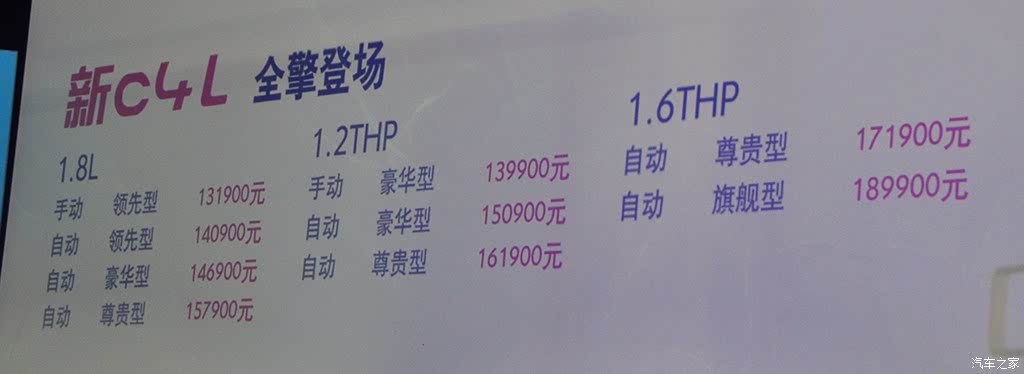 新C4L 全擎登场
1.8L
手动 领先型 131900元
自动 领先型 140900元
自动 豪华型 146900元
自动 尊贵型 157900元
1.2THP
手动 豪华型 139900元
自动 豪华型 150900元
自动 尊贵型 161900元
1.6THP
自动 尊贵型 171900元
自动 旗舰型 189900元
汽车之家